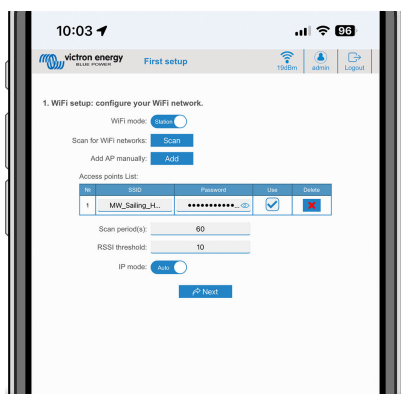 10:03
96
victron energy
BLUE POWER
First setup
19dBm
admin
Logout
1. WiFi setup: configure your WiFi network.
WiFi mode: Station
Scan for WiFi networks: Scan
Add AP manually: Add
Access points List:
Nr SSID Password Use Delete
1 MW_Sailing_H... •••••••••••...
Scan period(s): 60
RSSI threshold: 10
IP mode: Auto
Next